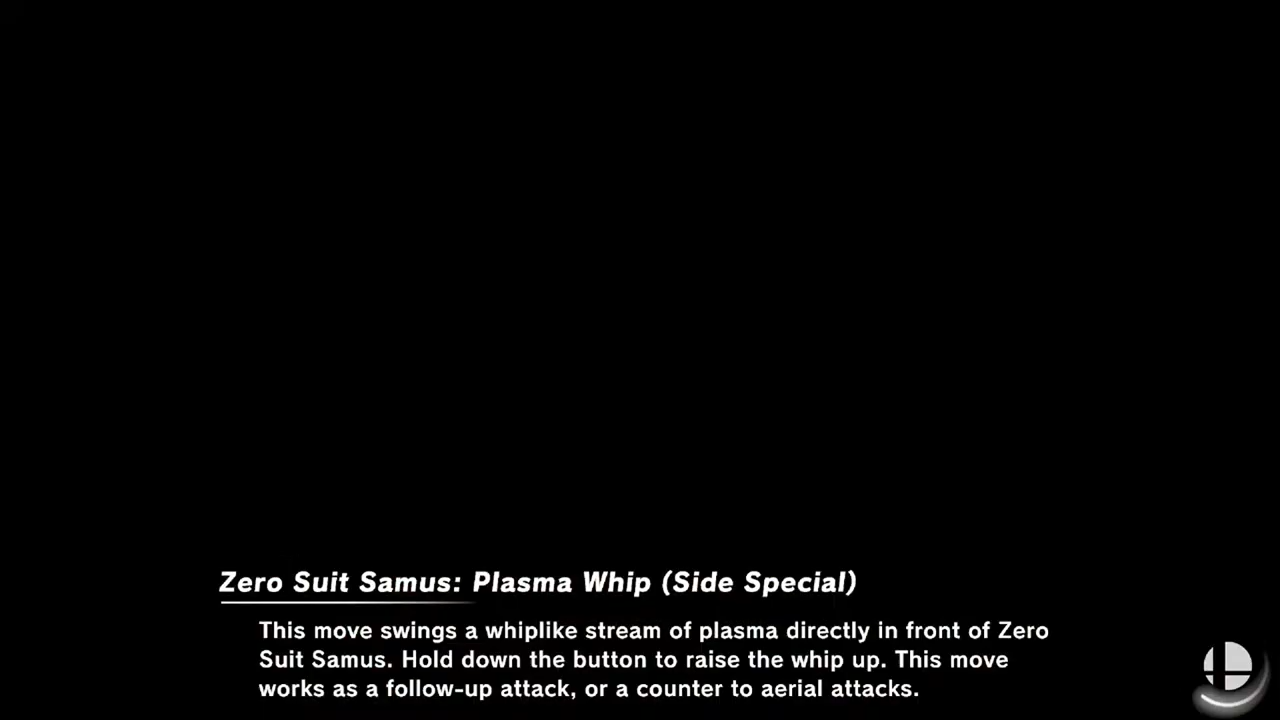 Zero Suit Samus: Plasma Whip (Side Special)
This move swings a whiplike stream of plasma directly in front of Zero
Suit Samus. Hold down the button to raise the whip up. This move
works as a follow-up attack, or a counter to aerial attacks.